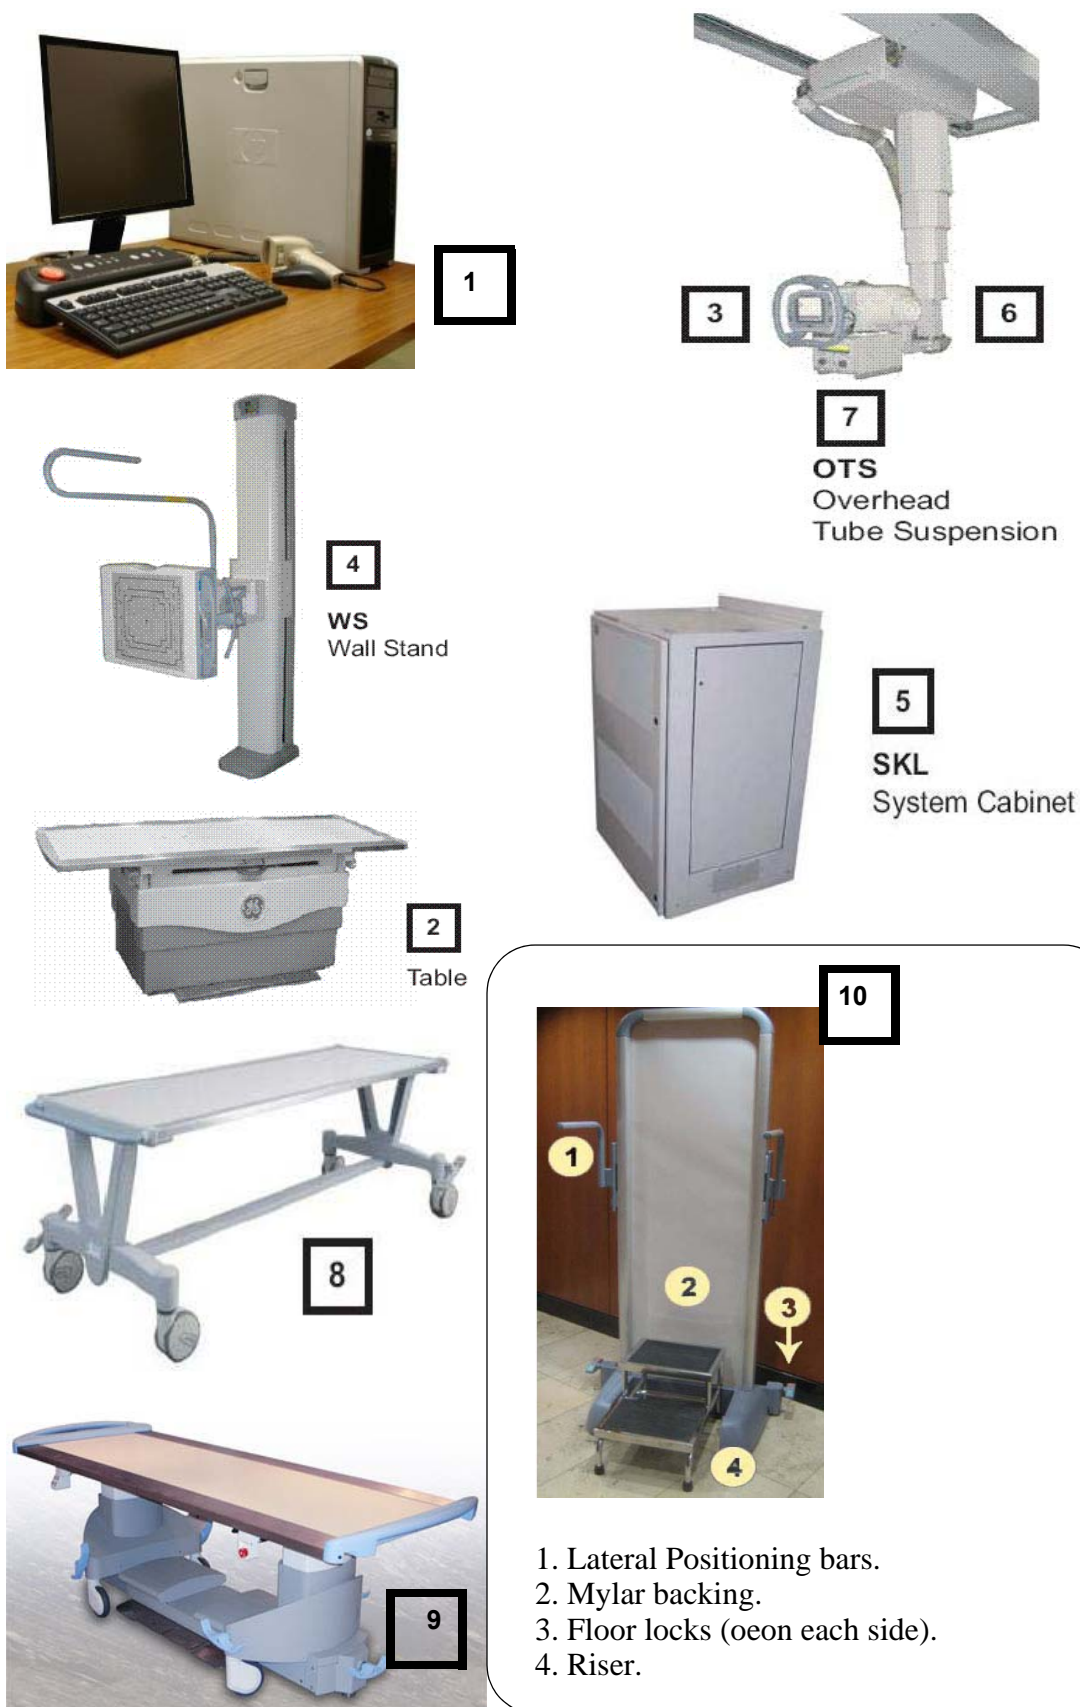 1
3
6
7
OTS
Overhead
Tube Suspension
4
WS
Wall Stand
5
SKL
System Cabinet
2
Table
10
8
1
2
3
4
9
1. Lateral Positioning bars.
2. Mylar backing.
3. Floor locks (oeon each side).
4. Riser.